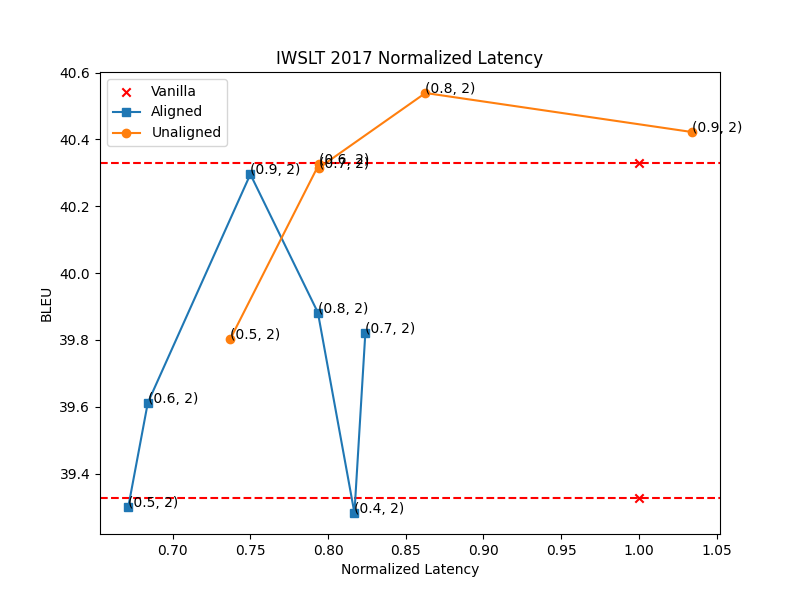 IWSLT 2017 Normalized Latency
Vanilla
Aligned
Unaligned
(0.8, 2)
(0.9, 2)
(0.6, 2)
(0.7, 2)
(0.9, 2)
(0.8, 2)
(0.7, 2)
(0.5, 2)
(0.6, 2)
(0.5, 2)
(0.4, 2)
40.6
40.4
40.2
40.0
39.8
39.6
39.4
BLEU
0.70 0.75 0.80 0.85 0.90 0.95 1.00 1.05
Normalized Latency